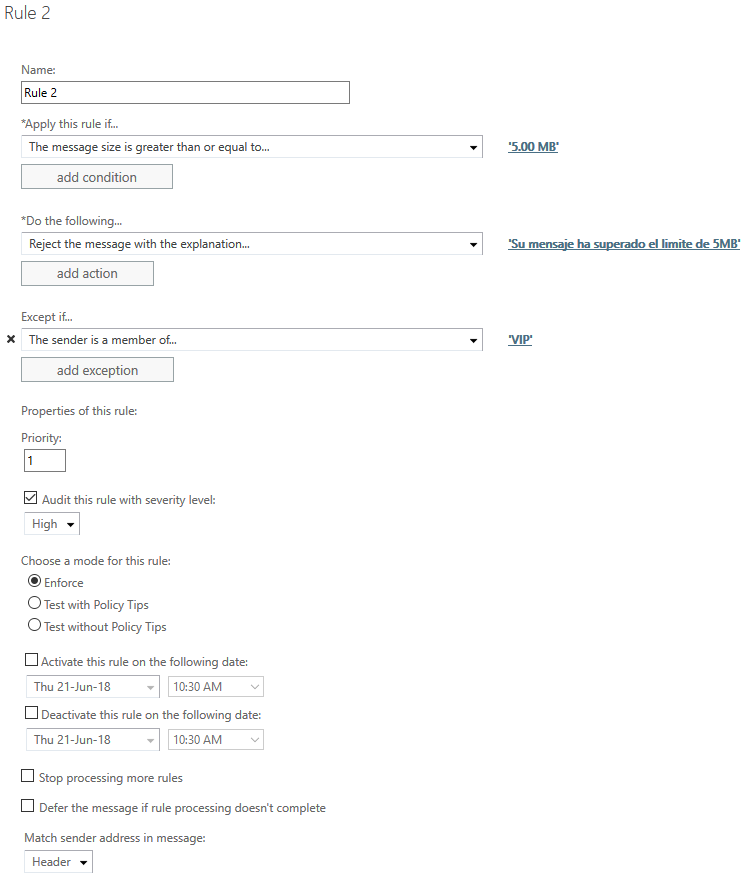 Rule 2
Name:
Rule 2
*Apply this rule if...
The message size is greater than or equal to... '5.00 MB'
add condition
*Do the following...
Reject the message with the explanation... 'Su mensaje ha superado el limite de 5MB'
add action
Except if...
The sender is a member of... 'VIP'
add exception
Properties of this rule:
Priority:
1
Audit this rule with severity level:
High
Choose a mode for this rule:
Enforce
Test with Policy Tips
Test without Policy Tips
Activate this rule on the following date:
Thu 21-Jun-18 10:30 AM
Deactivate this rule on the following date:
Thu 21-Jun-18 10:30 AM
Stop processing more rules
Defer the message if rule processing doesn't complete
Match sender address in message:
Header